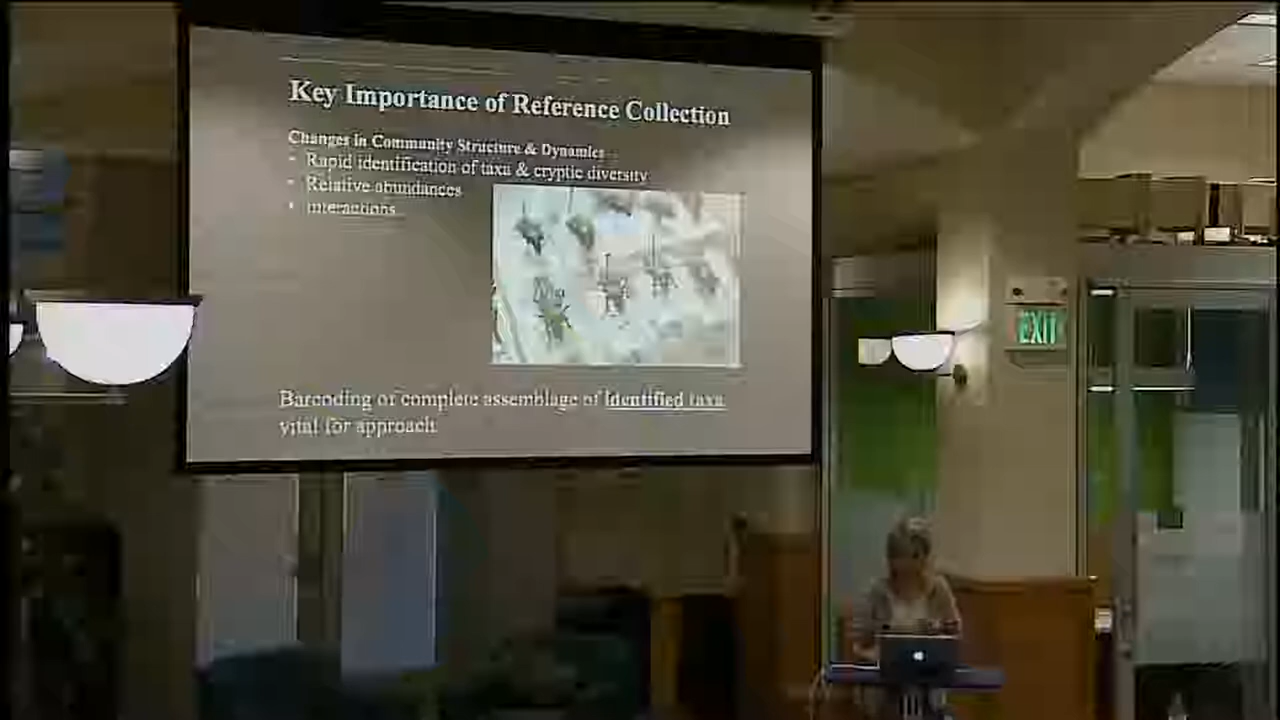 Key Importance of Reference Collection
Changes in Community Structure & Dynamics
• Rapid identification of taxa & cryptic diversity
• Relative abundances
• Interactions
Barcoding of complete assemblage of identified taxa
vital for approach
EXIT